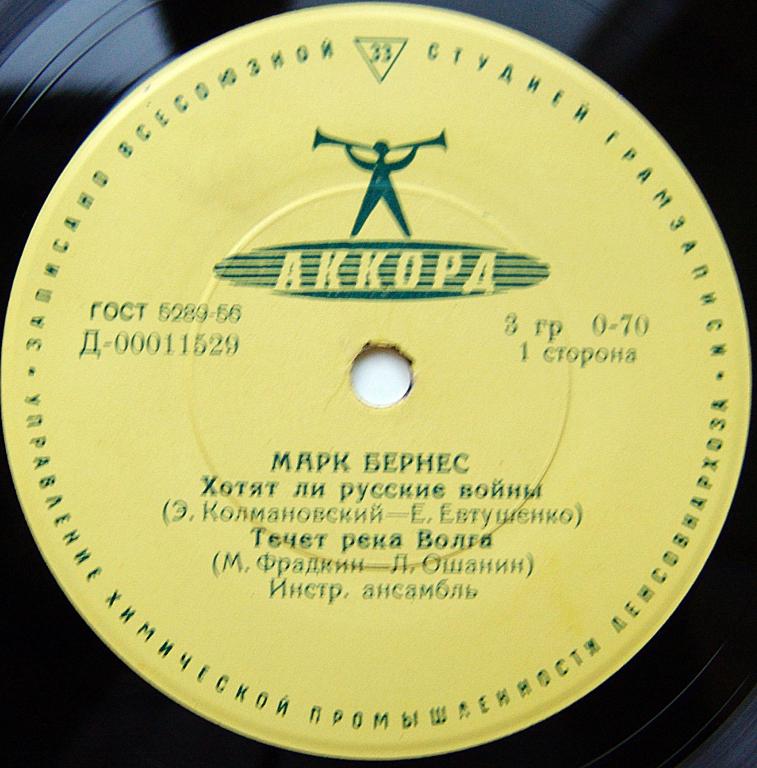 ЗАПИСАНО ВСЕСОЮЗНОЙ СТУДИЕЙ ГРАМЗАПИСИ •
33
АККОРД
ГОСТ 5289-56
Д-00011529
3 гр 0-70
1 сторона
МАРК БЕРНЕС
Хотят ли русские войны
(Э. Колмановский—Е. Евтушенко)
Течет река Волга
(М. Фрадкин—Л. Ошанин)
Инстр. ансамбль
УПРАВЛЕНИЕ ХИМИЧЕСКОЙ ПРОМЫШЛЕННОСТИ ЛЕНСОВНАРХОЗА •